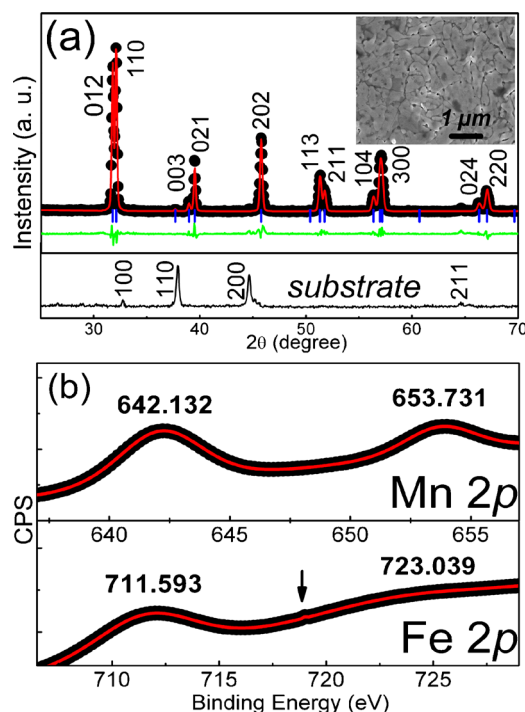 (a)
Instensity (a. u.)
012
110
003
021
202
113
211
104
300
024
220
1 μm
100
110
200
211
substrate
30 40 50 60 70
2θ (degree)
(b)
642.132
653.731
Mn 2p
640 645 650 655
CPS
711.593
723.039
Fe 2p
710 715 720 725
Binding Energy (eV)